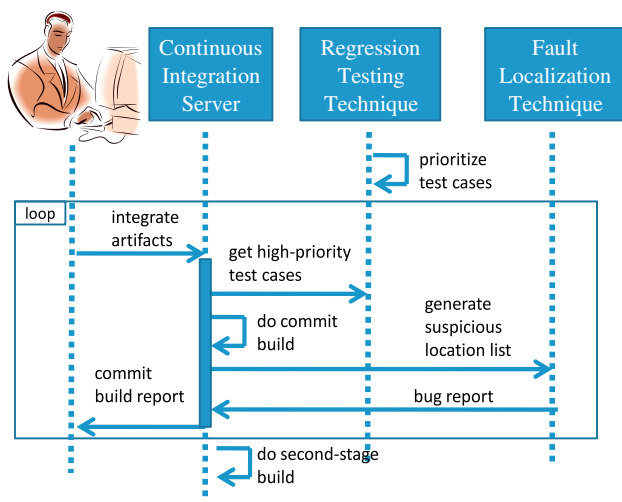 Continuous
Integration
Server
Regression
Testing
Technique
Fault
Localization
Technique
prioritize
test cases
loop
integrate
artifacts
get high-priority
test cases
generate
suspicious
location list
do commit
build
commit
build report
bug report
do second-stage
build